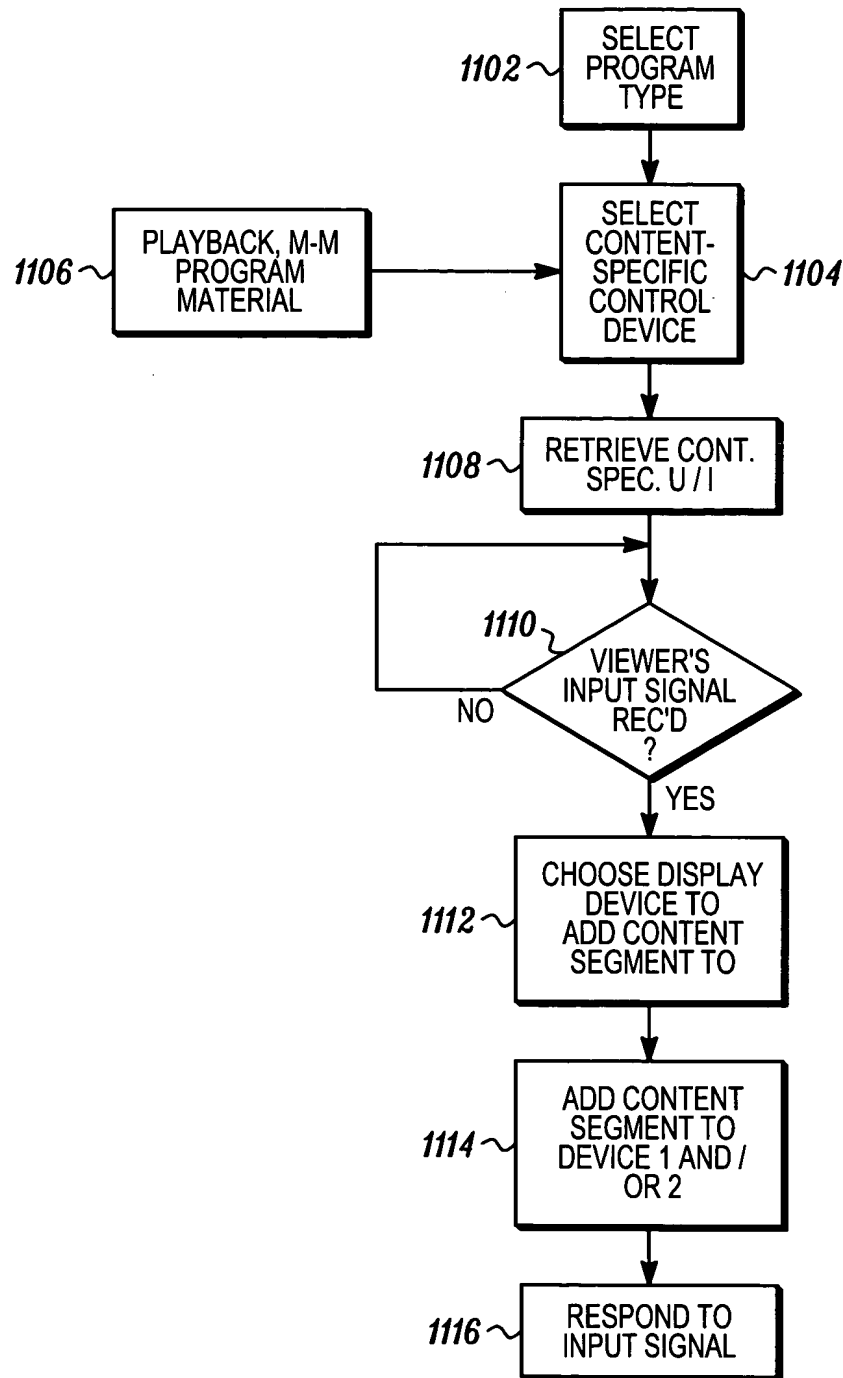 1102
SELECT
PROGRAM
TYPE
1106
PLAYBACK, M-M
PROGRAM
MATERIAL
SELECT
CONTENT-
SPECIFIC
CONTROL
DEVICE
1104
1108
RETRIEVE CONT.
SPEC. U / I
1110
VIEWER'S
INPUT SIGNAL
REC'D
?
NO
YES
1112
CHOOSE DISPLAY
DEVICE TO
ADD CONTENT
SEGMENT TO
1114
ADD CONTENT
SEGMENT TO
DEVICE 1 AND /
OR 2
1116
RESPOND TO
INPUT SIGNAL